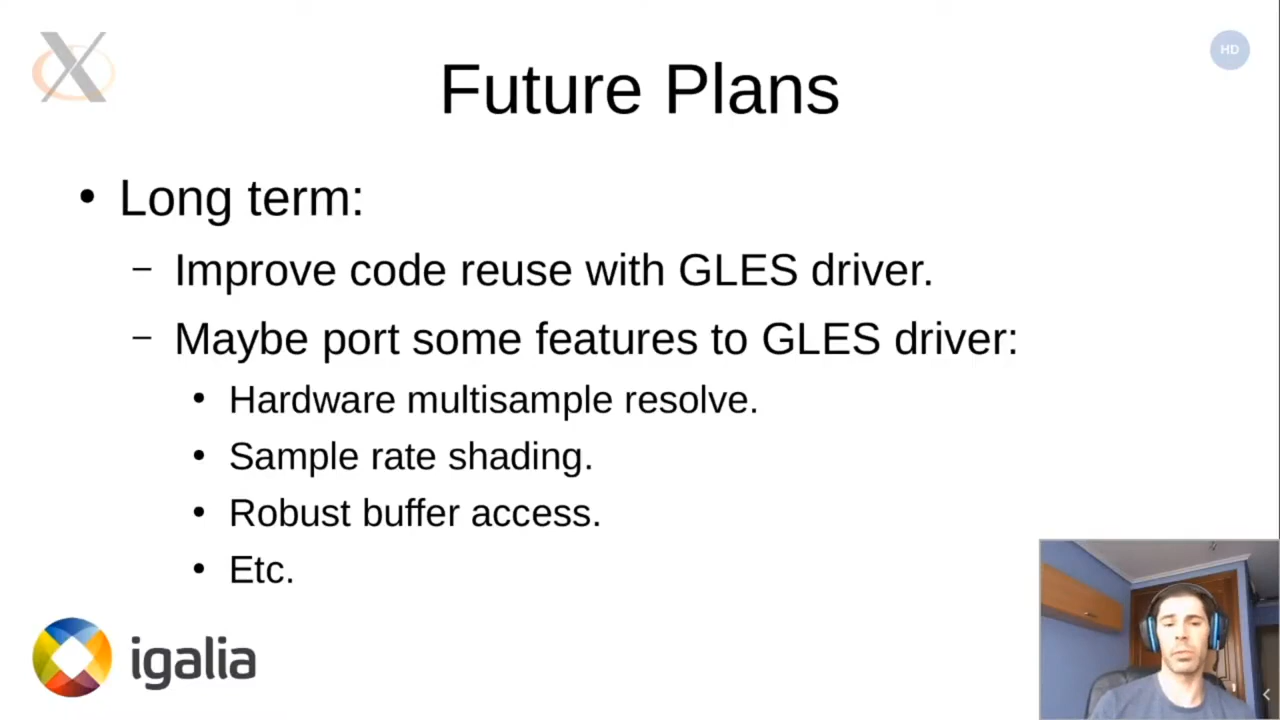 HD
Future Plans
• Long term:
– Improve code reuse with GLES driver.
– Maybe port some features to GLES driver:
• Hardware multisample resolve.
• Sample rate shading.
• Robust buffer access.
• Etc.
igalia